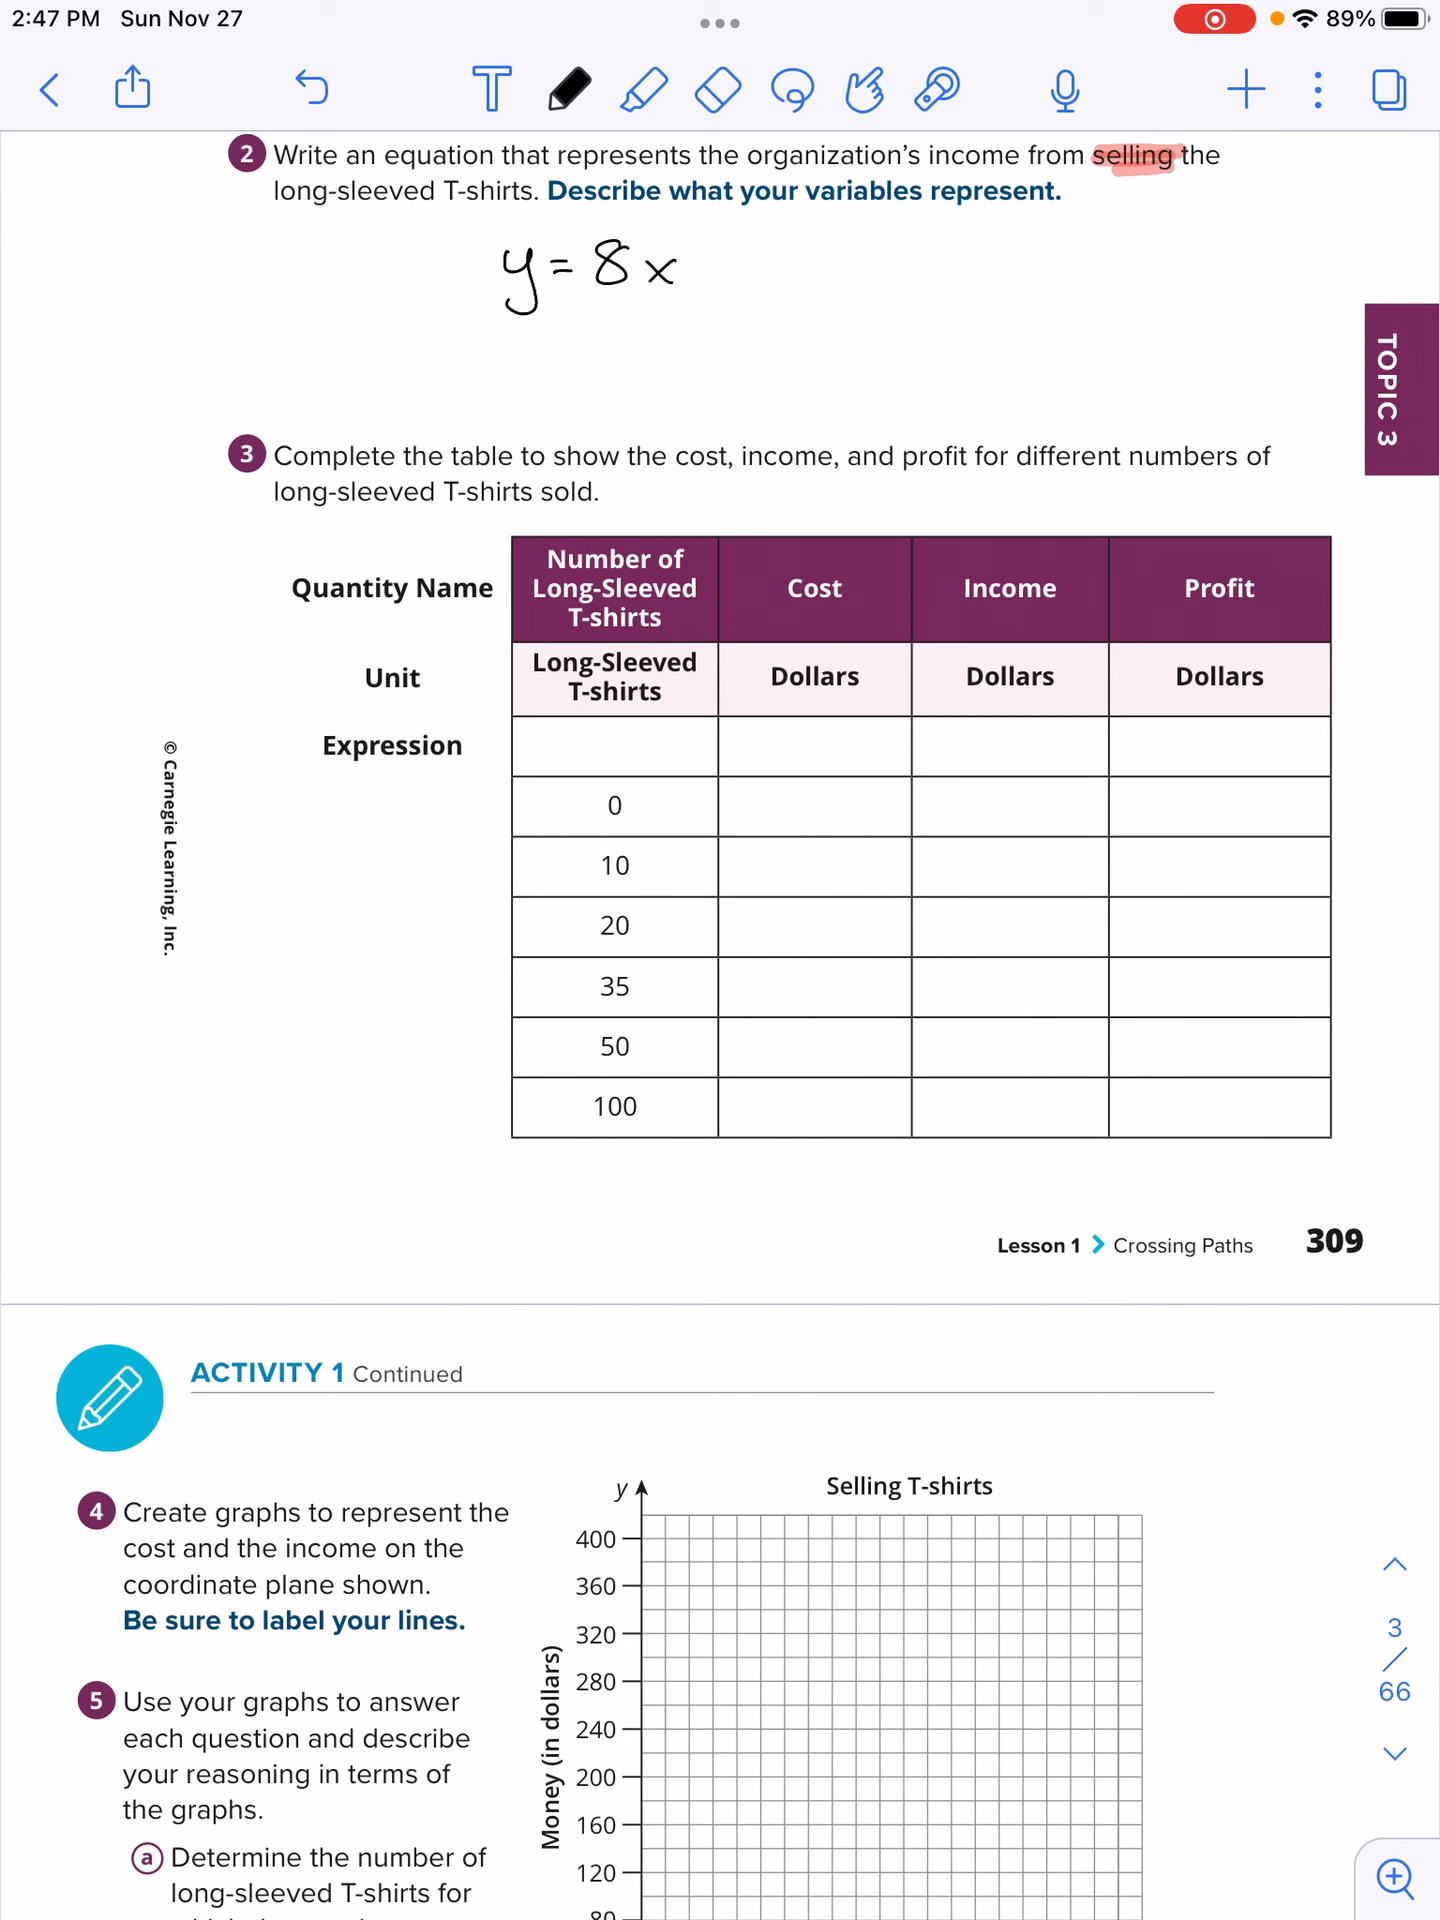 2:47 PM Sun Nov 27
89%
T
2 Write an equation that represents the organization's income from selling the
long-sleeved T-shirts. Describe what your variables represent.
y = 8x
TOPIC 3
3 Complete the table to show the cost, income, and profit for different numbers of
long-sleeved T-shirts sold.
Quantity Name
Number of
Long-Sleeved
T-shirts
Cost
Income
Profit
Unit
Long-Sleeved
T-shirts
Dollars
Dollars
Dollars
Expression
0
10
20
35
50
100
© Carnegie Learning, Inc.
Lesson 1 > Crossing Paths 309
ACTIVITY 1 Continued
4 Create graphs to represent the
cost and the income on the
coordinate plane shown.
Be sure to label your lines.
5 Use your graphs to answer
each question and describe
your reasoning in terms of
the graphs.
a Determine the number of
long-sleeved T-shirts for
Selling T-shirts
y
Money (in dollars)
400
360
320
280
240
200
160
120
80
3
/
66